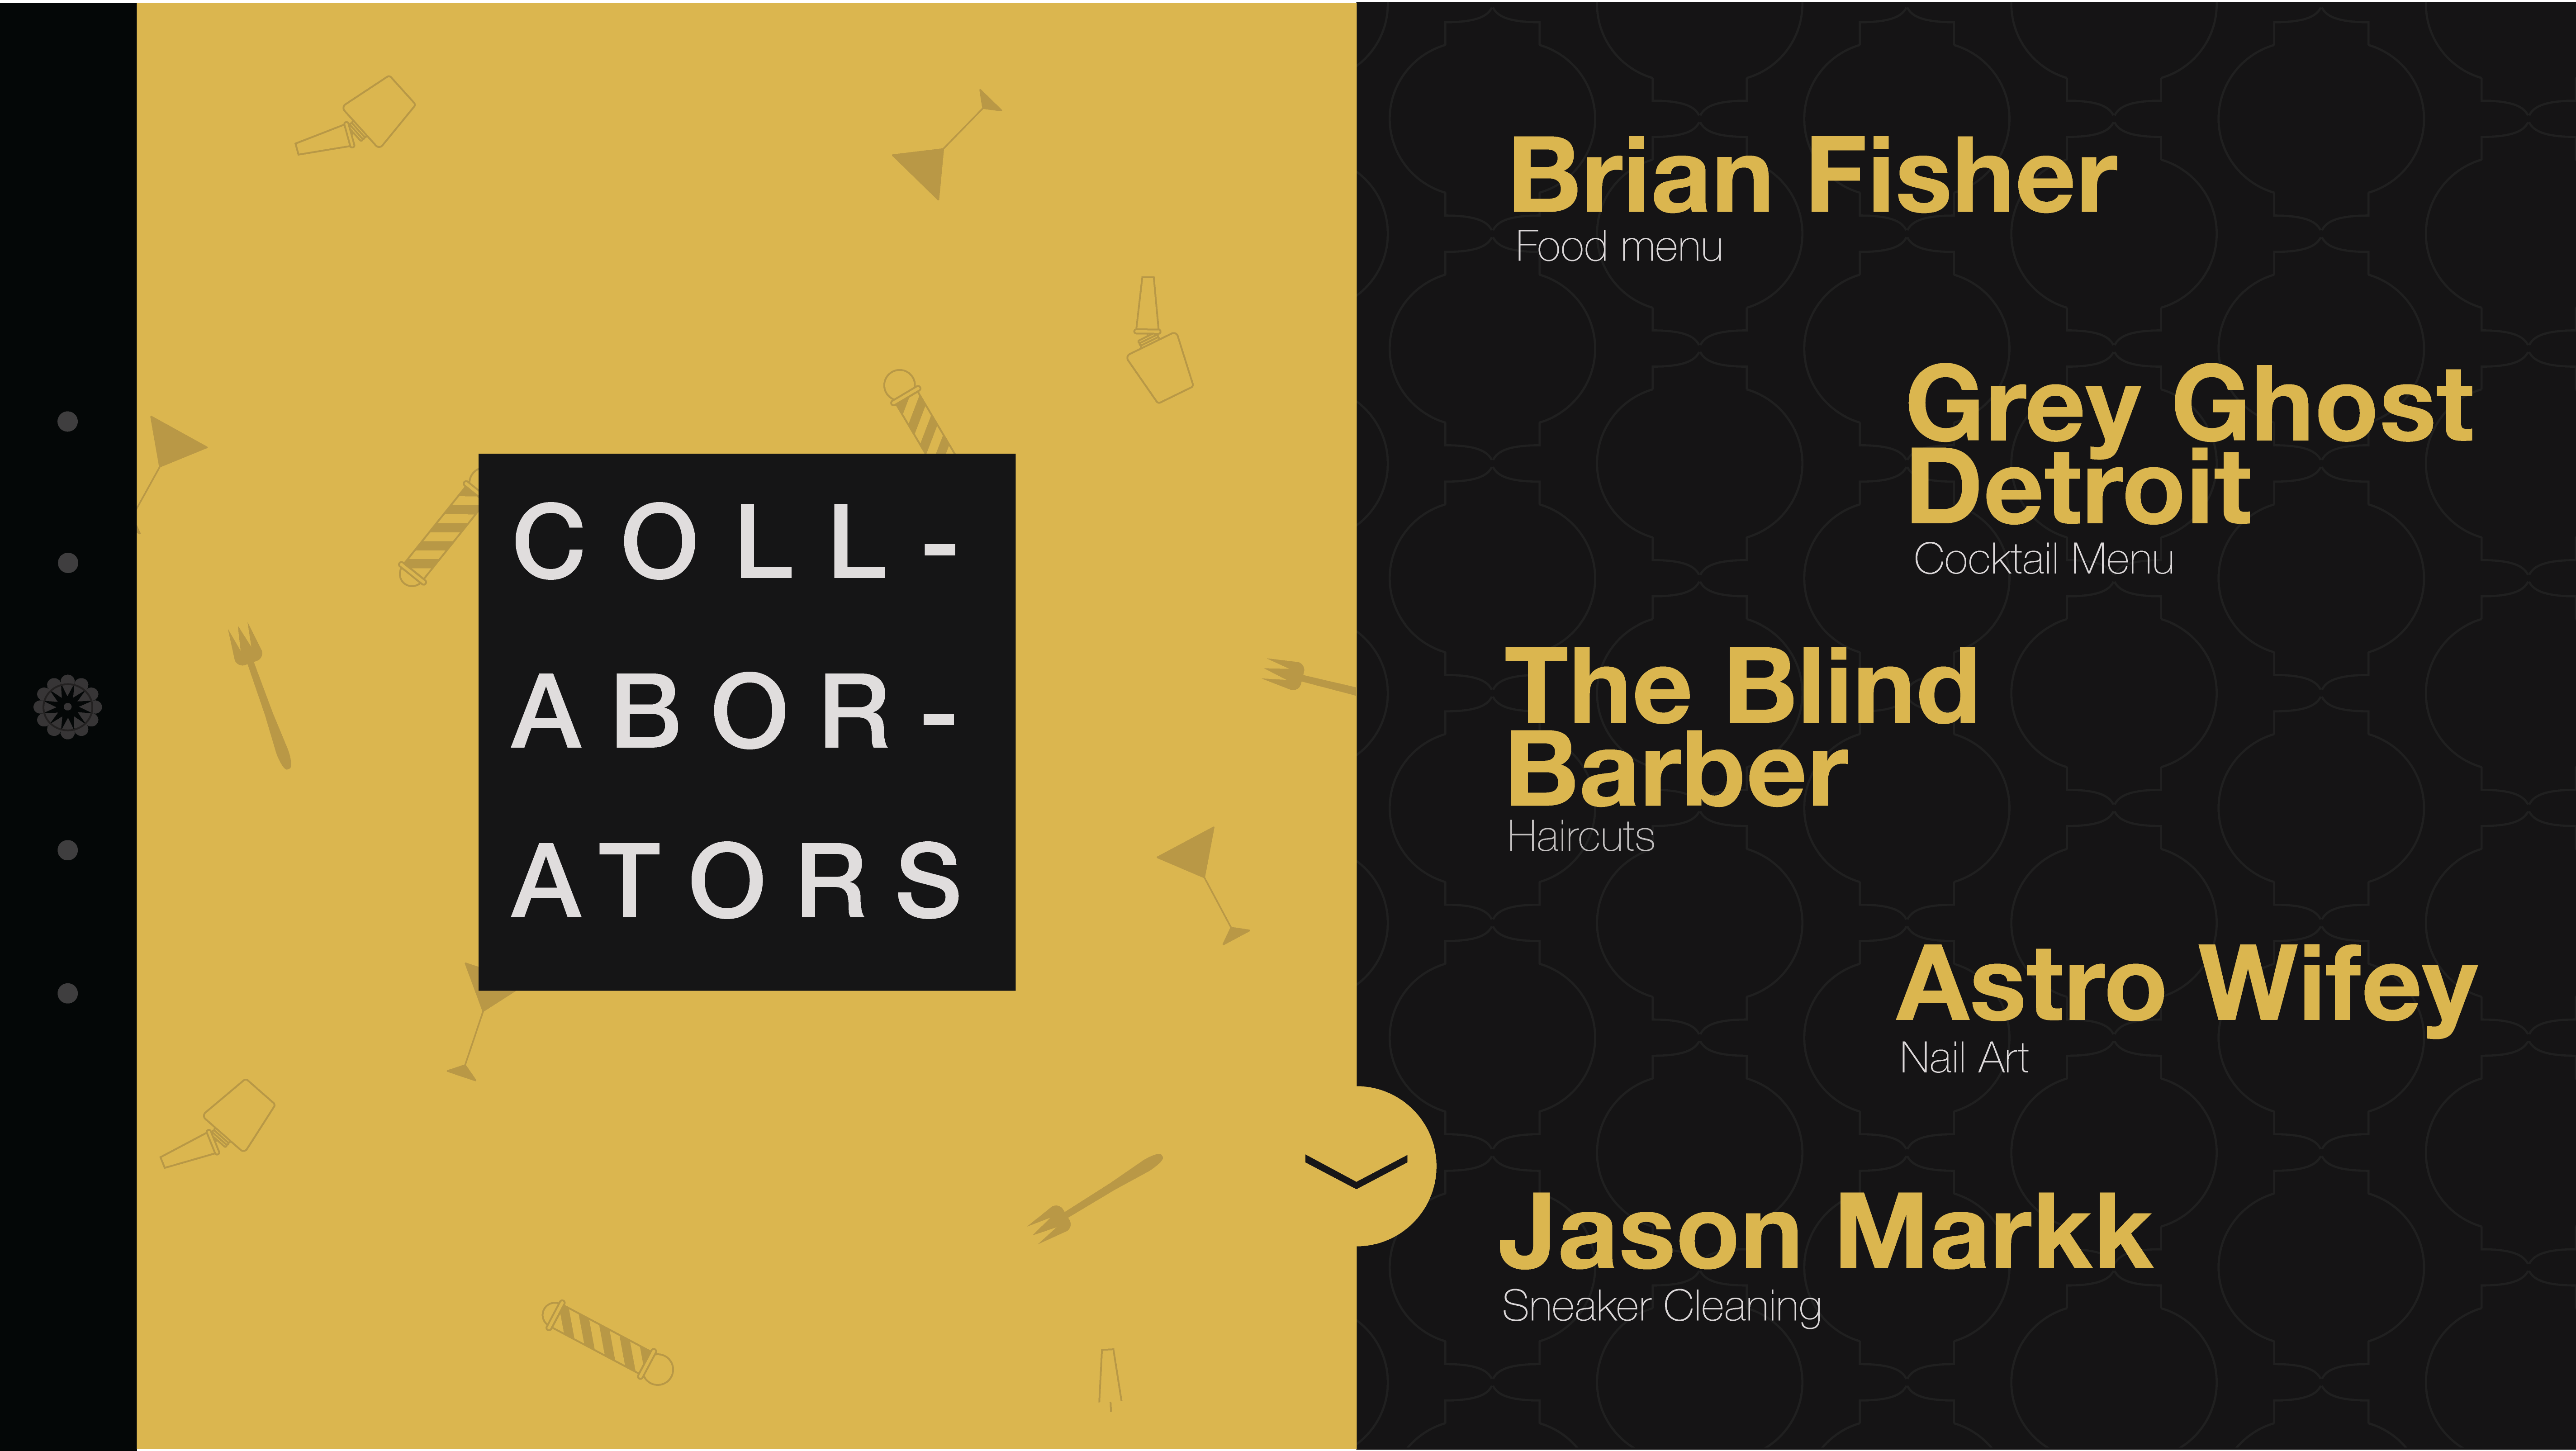 COLL-
ABOR-
ATORS
Brian Fisher
Food menu
Grey Ghost
Detroit
Cocktail Menu
The Blind
Barber
Haircuts
Astro Wifey
Nail Art
Jason Markk
Sneaker Cleaning